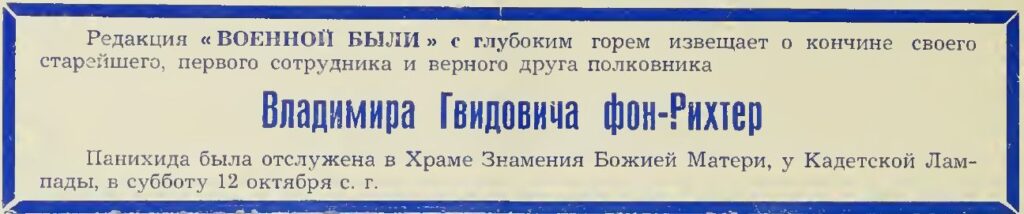 Редакция «ВОЕННОЙ БЫЛИ» с глубоким горем извещает о кончине своего
старейшего, первого сотрудника и верного друга полковника
Владимира Гвидовича фон-Рихтер
Панихида была отслужена в Храме Знамения Божией Матери, у Кадетской Лам-
пады, в субботу 12 октября с. г.